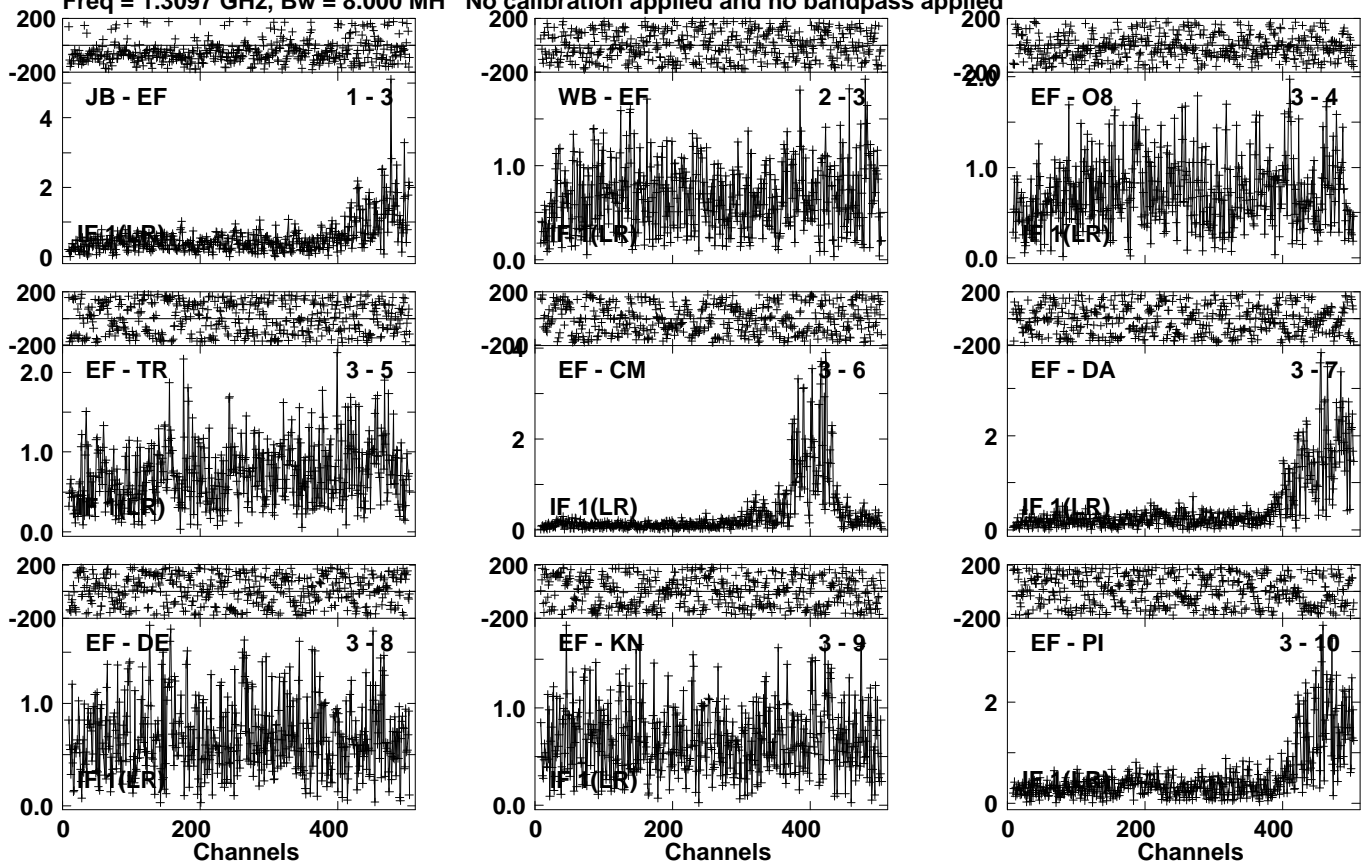 Freq = 1.3097 GHz, Bw = 8.000 MH No calibration applied and no bandpass applied
200 200 200
-200 -200 -200
JB - EF 1 - 3 WB - EF 2 - 3 EF - O8 3 - 4
2.0
4
1.0 1.0
2
IF 1(LR) IF 1(LR) IF 1(LR)
0 0.0 0.0
200 200 200
-200 -200 -200
4
EF - TR 3 - 5 EF - CM 3 - 6 EF - DA 3 - 7
2.0
2 2
1.0
IF 1(LR) IF 1(LR) IF 1(LR)
0.0 0 0
200 200 200
-200 -200 -200
EF - DE 3 - 8 EF - KN 3 - 9 EF - PI 3 - 10
1.0 1.0 2
IF 1(LR) IF 1(LR) IF 1(LR)
0.0 0.0 0
0 200 400 0 200 400 0 200 400
Channels Channels Channels